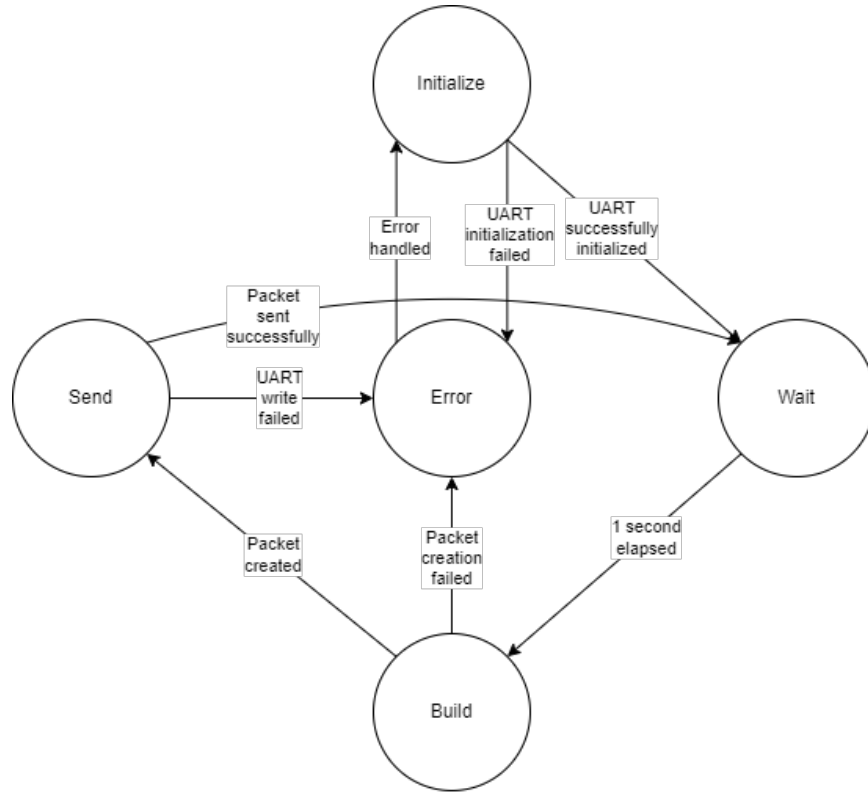 Initialize
Error
handled
UART
initialization
failed
UART
successfully
initialized
Packet
sent
successfully
Send
UART
write
failed
Error
Wait
Packet
created
Packet
creation
failed
1 second
elapsed
Build